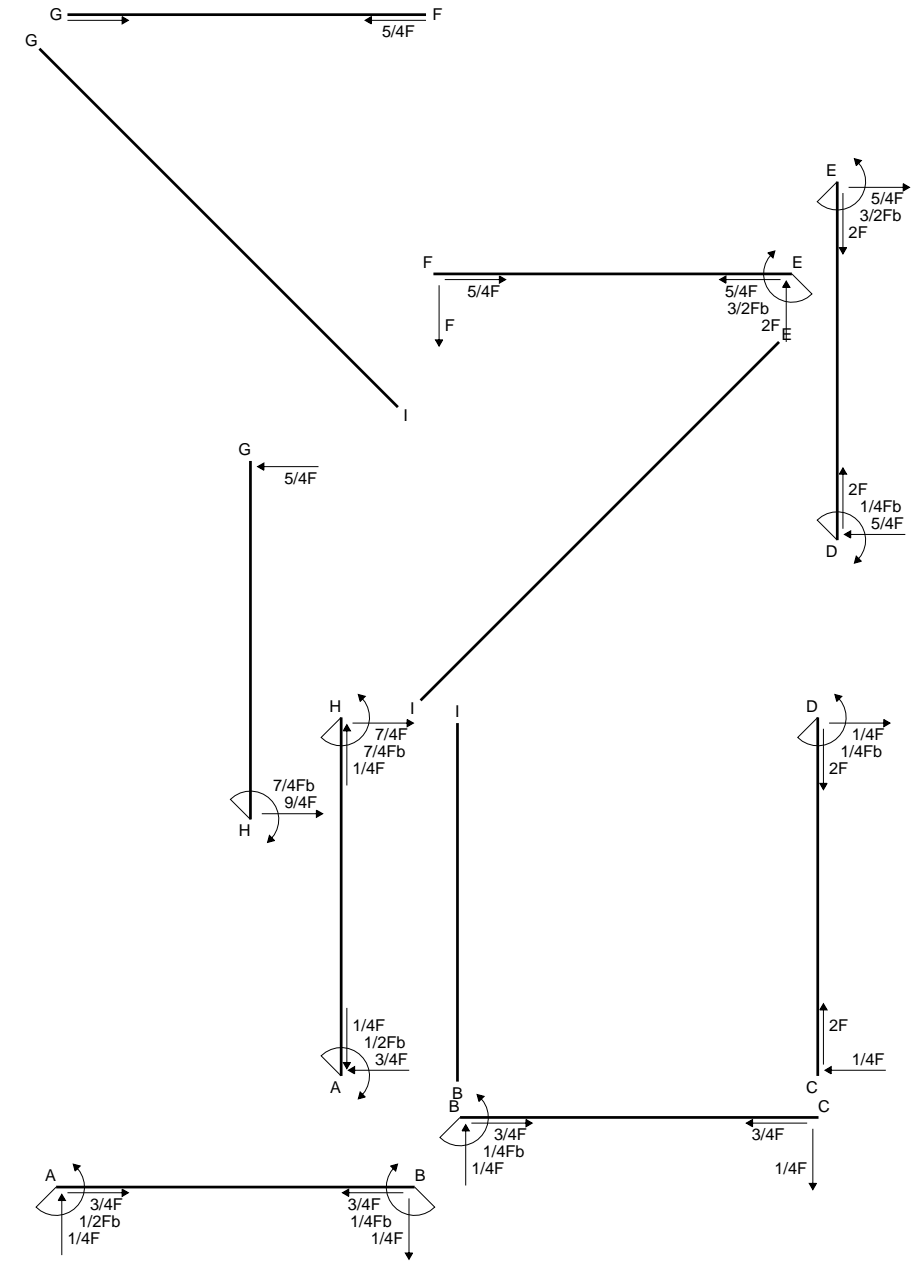 G F
5/4F
G
I
E
5/4F
3/2Fb
2F
F E
5/4F 5/4F
3/2Fb
F 2F
E
I
2F
1/4Fb
5/4F
D
G
5/4F
7/4Fb
9/4F
H
H
7/4F
7/4Fb
1/4F
1/4F
1/2Fb
3/4F
A
I
B
D
1/4F
1/4Fb
2F
2F
1/4F
C
B C
3/4F 3/4F
1/4Fb
1/4F 1/4F
A B
3/4F 3/4F
1/2Fb 1/4Fb
1/4F 1/4F